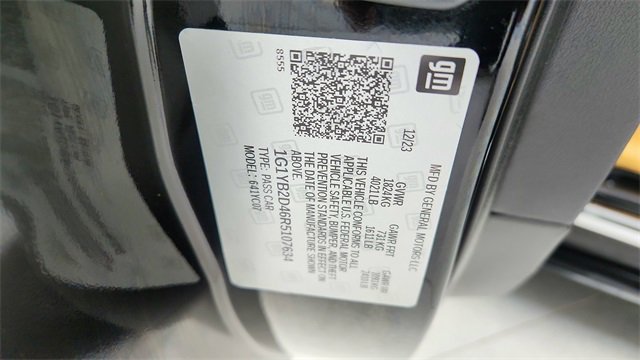 gm
MFD BY GENERAL MOTORS LLC
12/23
GVWR GAWR FRT GAWR RR
1824KG 731KG
4021LB 1611LB
THIS VEHICLE CONFORMS TO ALL
APPLICABLE U.S. FEDERAL MOTOR
VEHICLE SAFETY, BUMPER, AND THEFT
PREVENTION STANDARDS IN EFFECT ON
THE DATE OF MANUFACTURE SHOWN
ABOVE.
1G1YB2D46R5107634
TYPE: PASS CAR
MODEL: 641YC07
8555